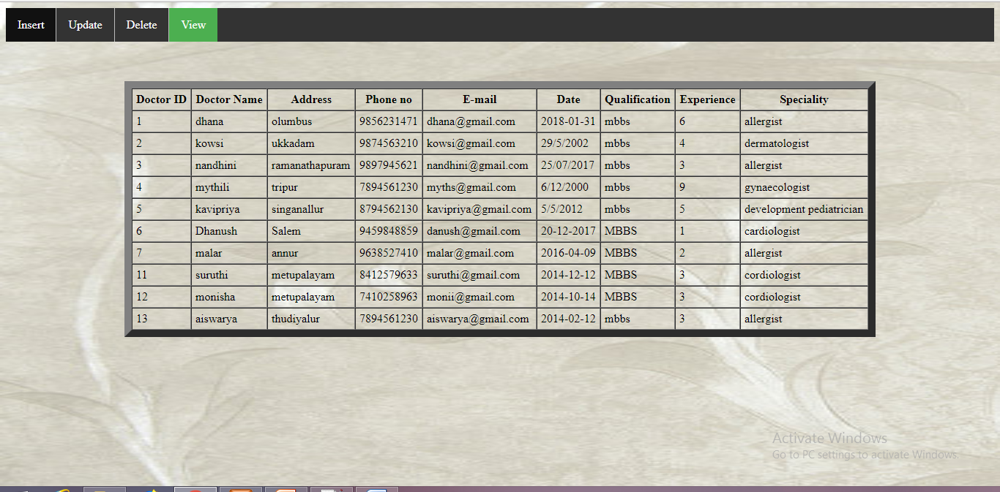 Insert Update Delete View
Doctor ID Doctor Name Address Phone no E-mail Date Qualification Experience Speciality
1 dhana olumbus 9856231471 dhana@gmail.com 2018-01-31 mbbs 6 allergist
2 kowsi ukkadam 9874563210 kowsi@gmail.com 29/5/2002 mbbs 4 dermatologist
3 nandhini ramanathapuram 9897945621 nandhini@gmail.com 25/07/2017 mbbs 3 allergist
4 mythili tripur 7894561230 myths@gmail.com 6/12/2000 mbbs 9 gynaecologist
5 kavipriya singanallur 8794562130 kavipriya@gmail.com 5/5/2012 mbbs 5 development pediatrician
6 Dhanush Salem 9459848859 danush@gmail.com 20-12-2017 MBBS 1 cardiologist
7 malar annur 9638527410 malar@gmail.com 2016-04-09 MBBS 2 allergist
11 suruthi metupalayam 8412579633 suruthi@gmail.com 2014-12-12 MBBS 3 cordiologist
12 monisha metupalayam 7410258963 monii@gmail.com 2014-10-14 MBBS 3 cordiologist
13 aiswarya thudiyalur 7894561230 aiswarya@gmail.com 2014-02-12 mbbs 3 allergist
Activate Windows
Go to PC settings to activate Windows.